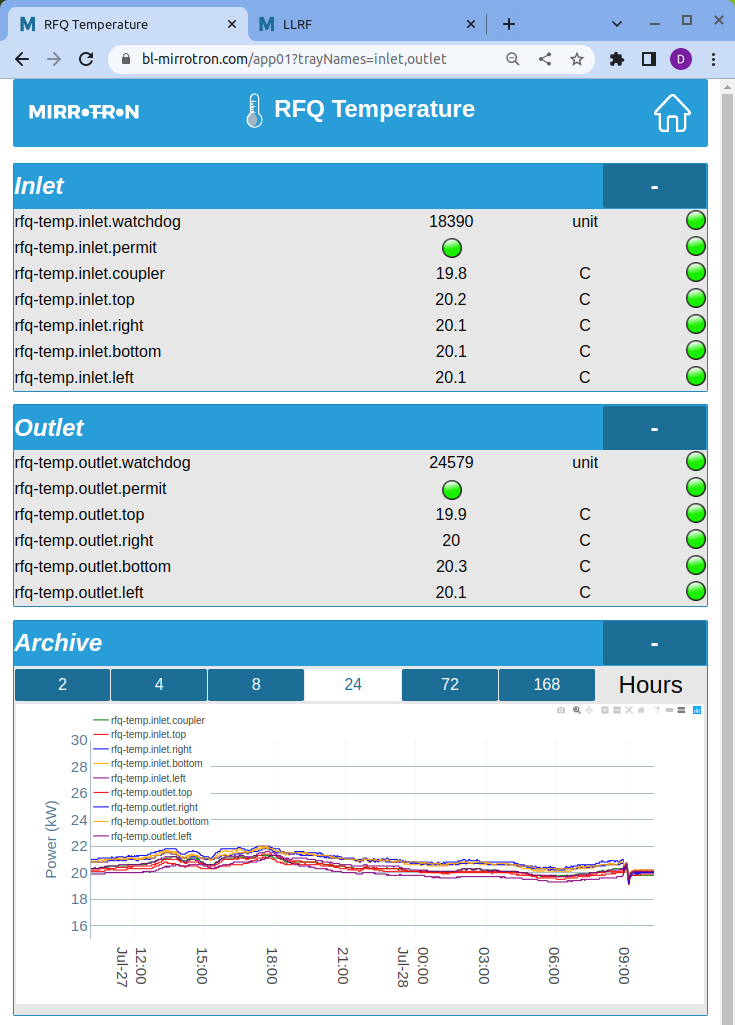 RFQ Temperature
LLRF
bl-mirrotron.com/app01?trayNames=inlet,outlet
D
MIRROTRON RFQ Temperature
Inlet -
rfq-temp.inlet.watchdog 18390 unit
rfq-temp.inlet.permit
rfq-temp.inlet.coupler 19.8 C
rfq-temp.inlet.top 20.2 C
rfq-temp.inlet.right 20.1 C
rfq-temp.inlet.bottom 20.1 C
rfq-temp.inlet.left 20.1 C
Outlet -
rfq-temp.outlet.watchdog 24579 unit
rfq-temp.outlet.permit
rfq-temp.outlet.top 19.9 C
rfq-temp.outlet.right 20 C
rfq-temp.outlet.bottom 20.3 C
rfq-temp.outlet.left 20.1 C
Archive -
2 4 8 24 72 168 Hours
rfq-temp.inlet.coupler
rfq-temp.inlet.top
rfq-temp.inlet.right
rfq-temp.inlet.bottom
rfq-temp.inlet.left
rfq-temp.outlet.top
rfq-temp.outlet.right
rfq-temp.outlet.bottom
rfq-temp.outlet.left
Power (kW)
30
28
26
24
22
20
18
16
12:00
Jul-27
15:00
18:00
21:00
00:00
Jul-28
03:00
06:00
09:00